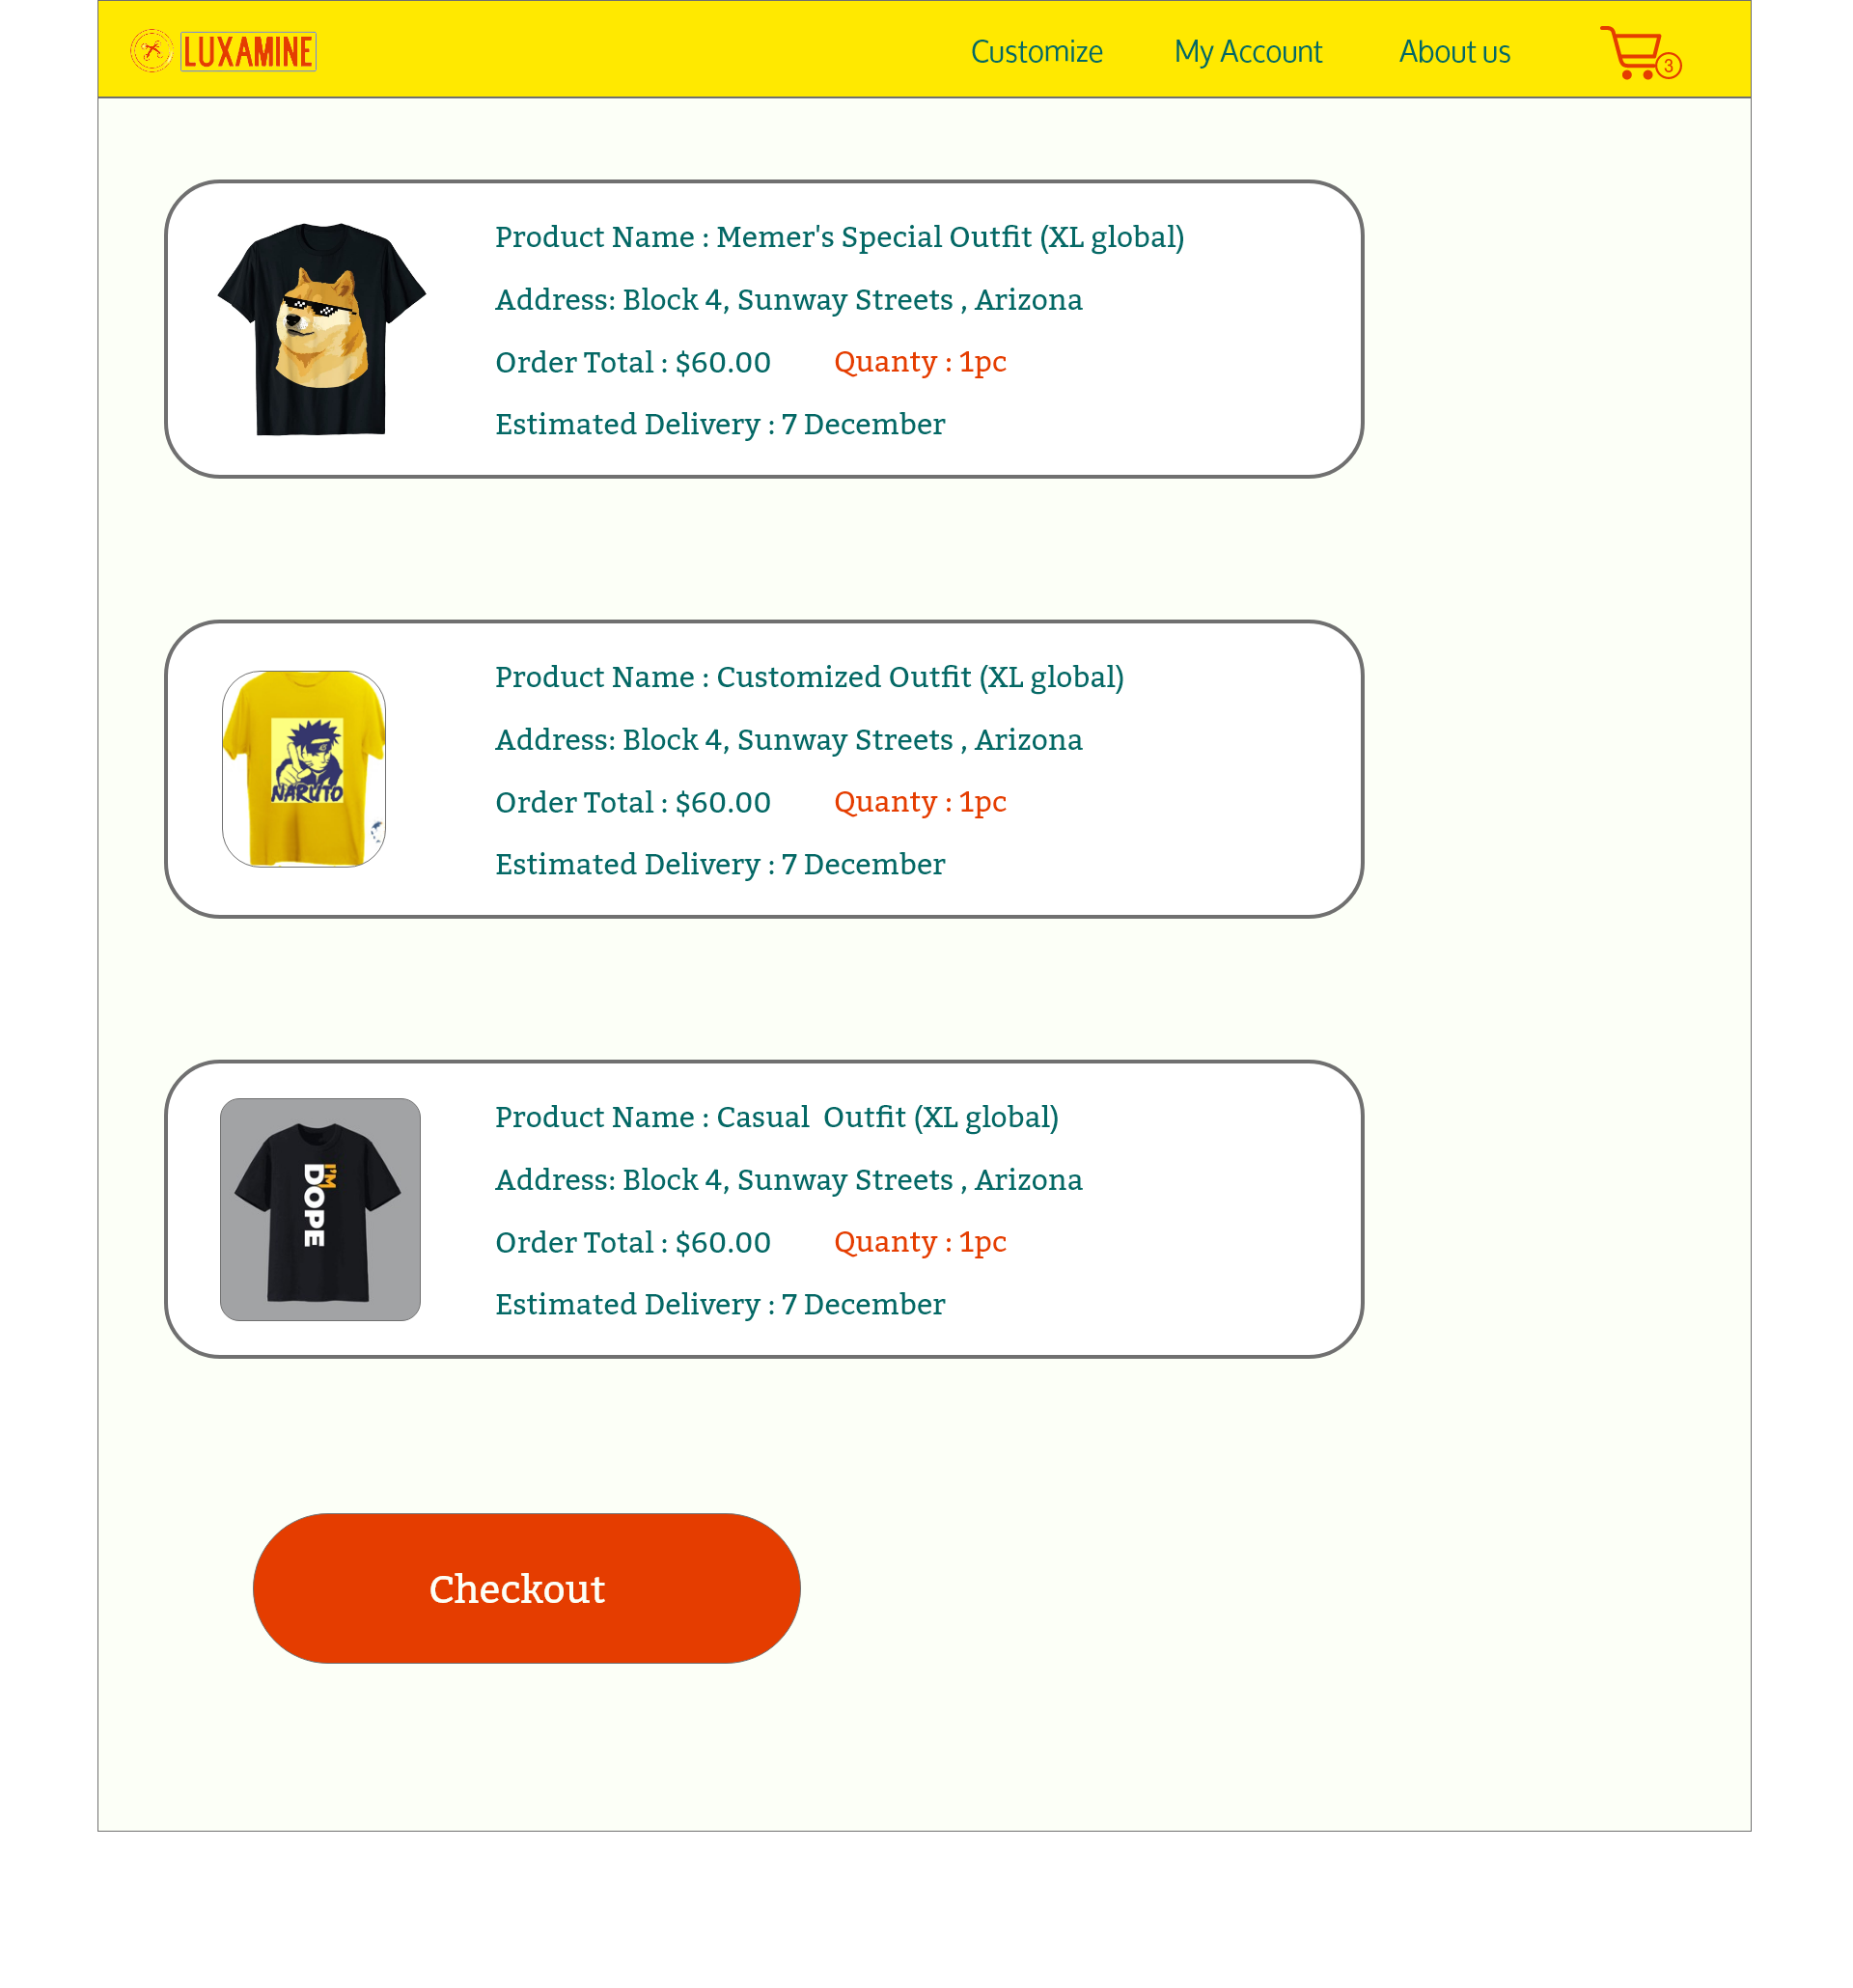 LUXAMINE
Customize My Account About us 3
Product Name : Memer's Special Outfit (XL global)
Address: Block 4, Sunway Streets , Arizona
Order Total : $60.00 Quanty : 1pc
Estimated Delivery : 7 December
Product Name : Customized Outfit (XL global)
NARUTO
Address: Block 4, Sunway Streets , Arizona
Order Total : $60.00 Quanty : 1pc
Estimated Delivery : 7 December
Product Name : Casual  Outfit (XL global)
I'M
DOPE
Address: Block 4, Sunway Streets , Arizona
Order Total : $60.00 Quanty : 1pc
Estimated Delivery : 7 December
Checkout